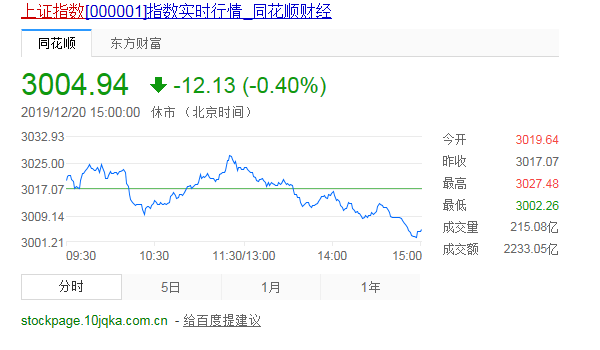 上证指数[000001]指数实时行情_同花顺财经
同花顺 东方财富
3004.94 -12.13 (-0.40%)
2019/12/20 15:00:00 休市 （北京时间）
3032.93
3025.00
3017.07
3009.14
3001.21
09:30 10:30 11:30/13:00 14:00 15:00
今开 3019.64
昨收 3017.07
最高 3027.48
最低 3002.26
成交量 215.08亿
成交额 2233.05亿
分时 5日 1月 1年
stockpage.10jqka.com.cn - 给百度提建议